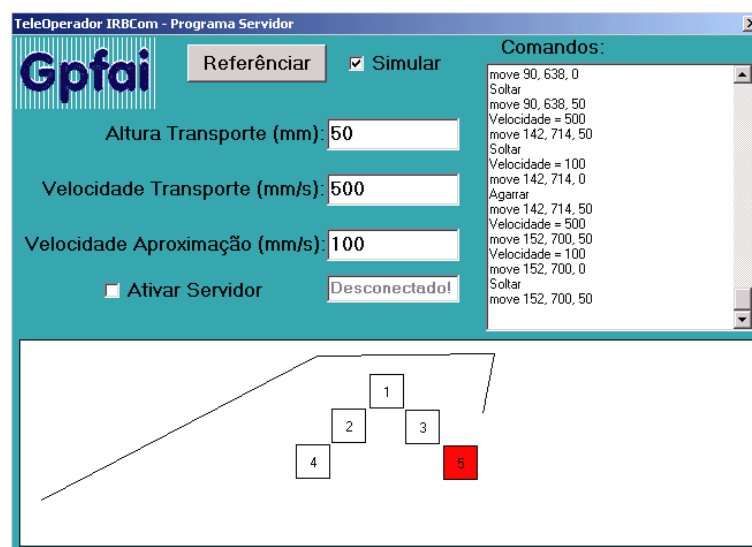 TeleOperador IRBCom - Programa Servidor
Gpfai
Referênciar
Simular
Comandos:
Altura Transporte (mm):
50
Velocidade Transporte (mm/s):
500
Velocidade Aproximação (mm/s):
100
Ativar Servidor
Desconectado!
move 90, 638, 0
Soltar
move 90, 638, 50
Velocidade = 500
move 142, 714, 50
Soltar
Velocidade = 100
move 142, 714, 0
Agarrar
move 142, 714, 50
Velocidade = 500
move 152, 700, 50
Velocidade = 100
move 152, 700, 0
Soltar
move 152, 700, 50
1
2
3
4
5